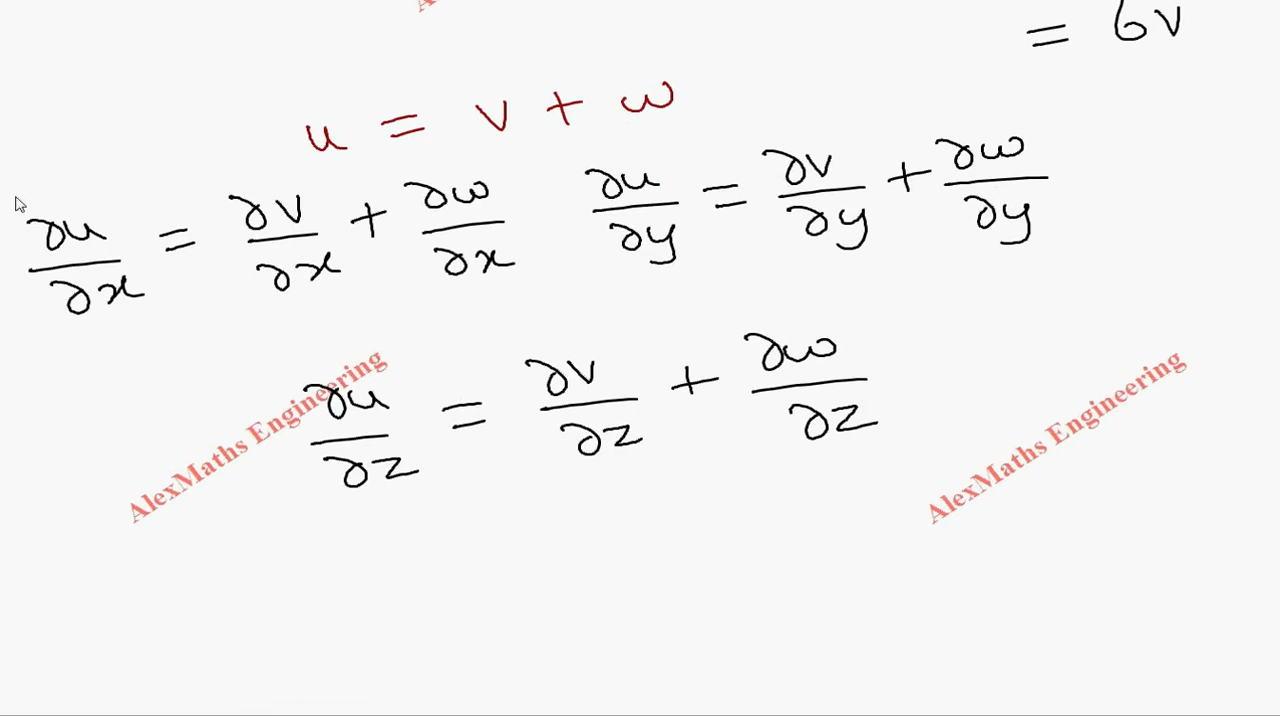 = 6v
u = v + w
∂u/∂x = ∂v/∂x + ∂w/∂x   ∂u/∂y = ∂v/∂y + ∂w/∂y
∂u/∂z = ∂v/∂z + ∂w/∂z
AlexMaths Engineering
AlexMaths Engineering